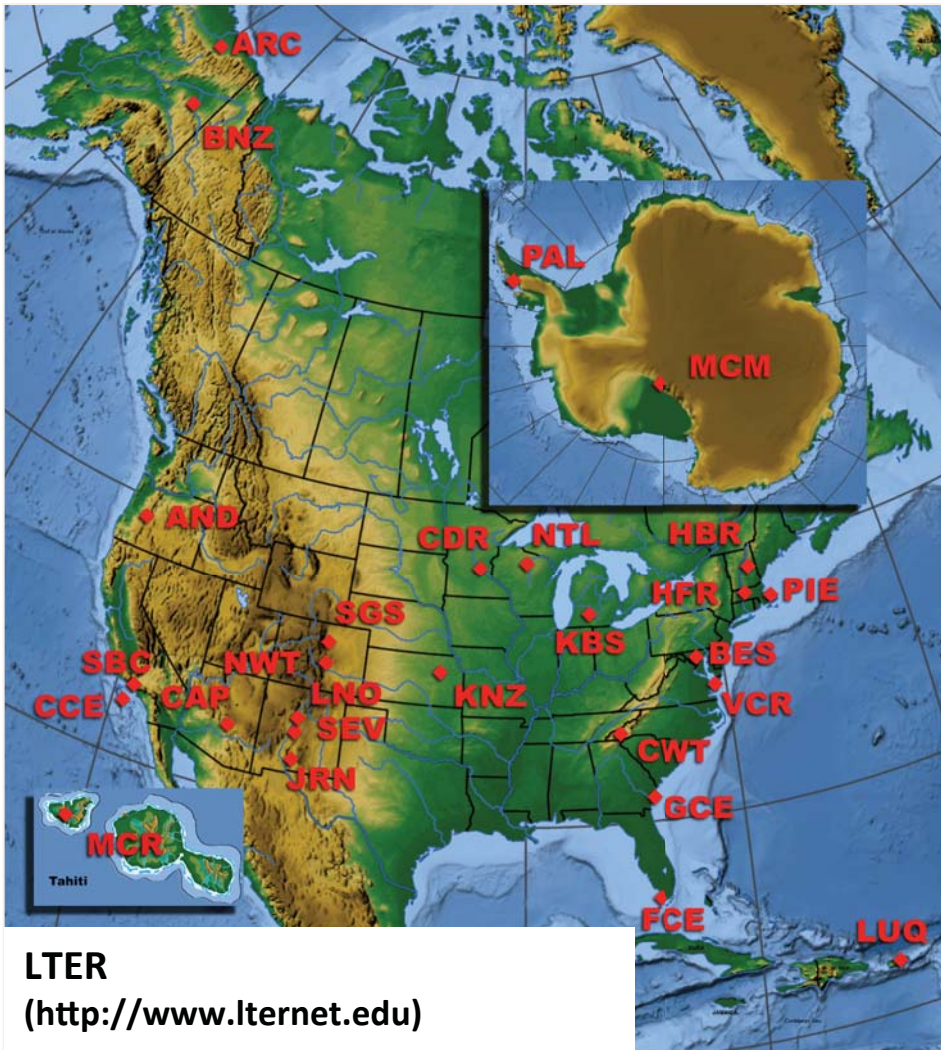 ARC
BNZ
PAL
MCM
AND
CDR
NTL
HBR
HFR
PIE
SGS
KBS
SBC
NWT
BES
CCE
CAP
LNO
KNZ
VCR
SEV
CWT
JRN
GCE
MCR
Tahiti
FCE
LUQ
LTER
(http://www.lternet.edu)